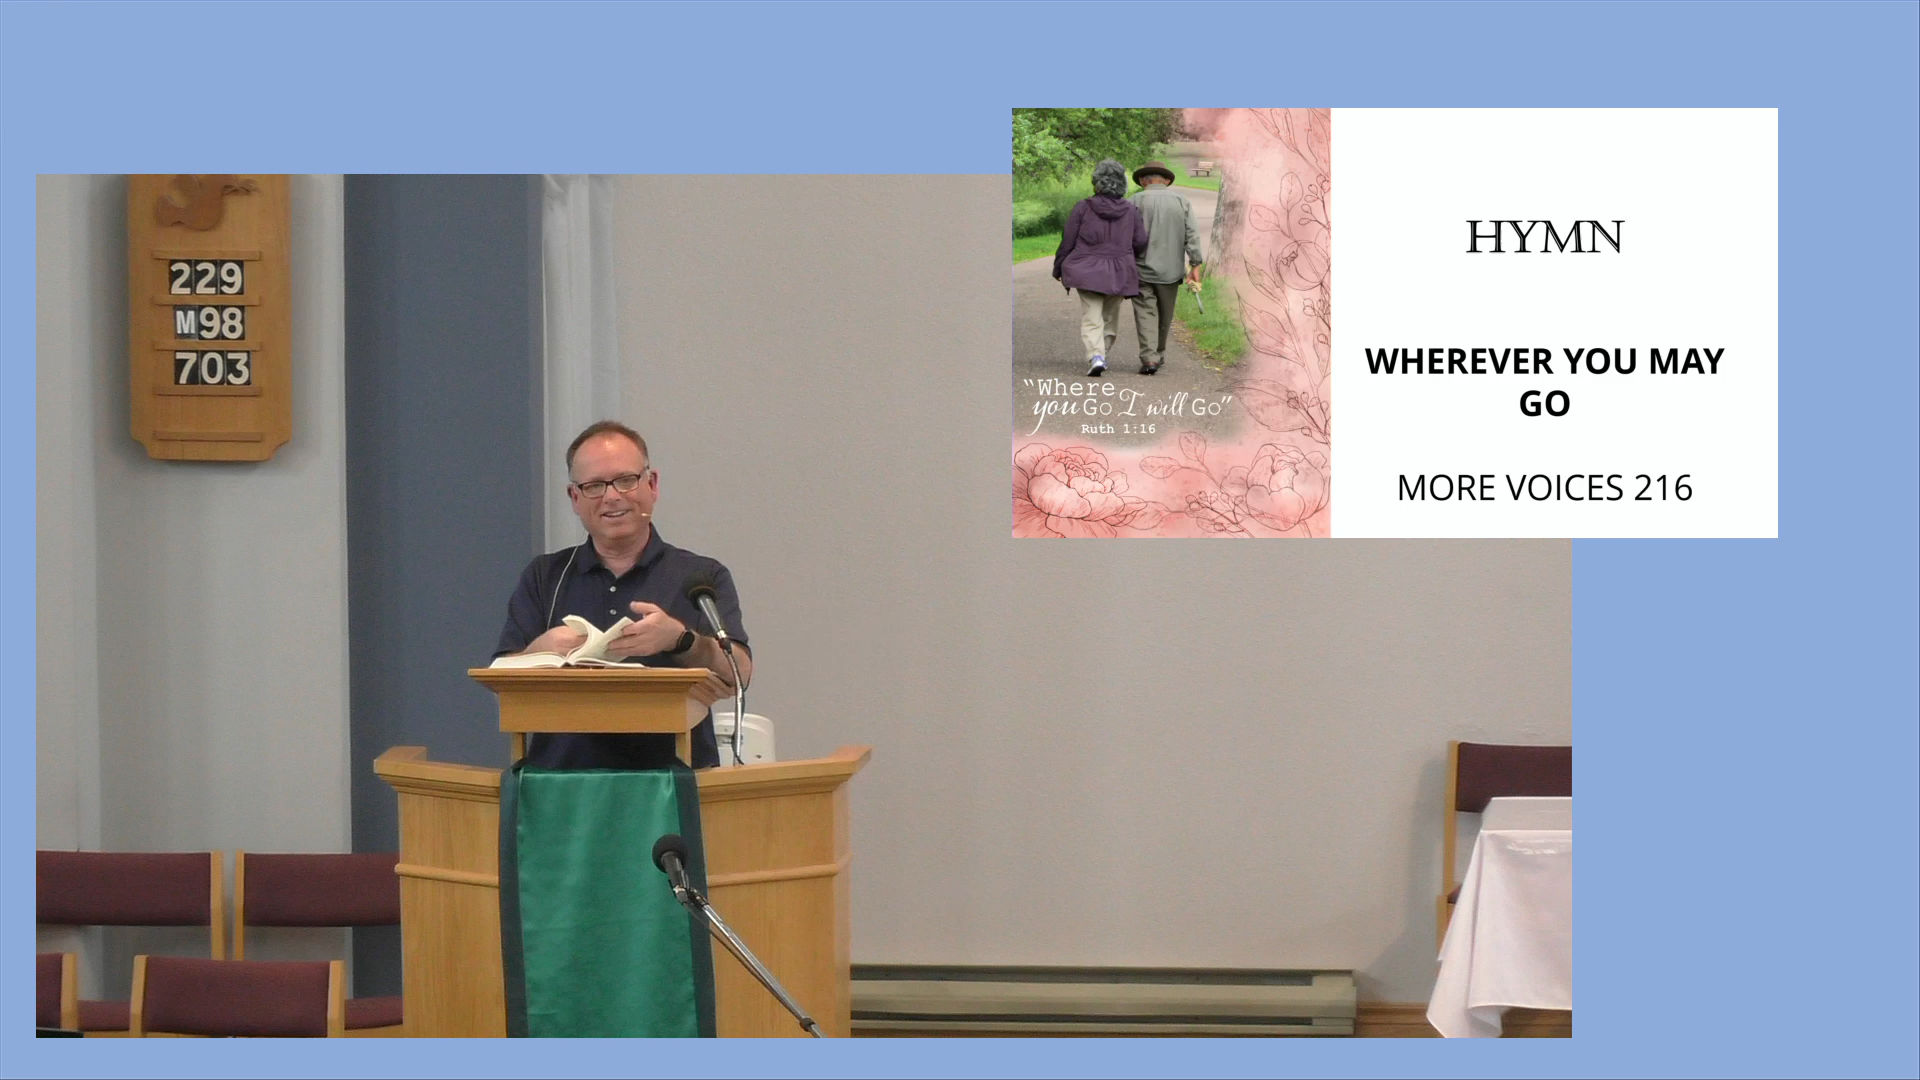 229
M98
703
"Where
you Go I will Go"
Ruth 1:16
HYMN
WHEREVER YOU MAY
GO
MORE VOICES 216